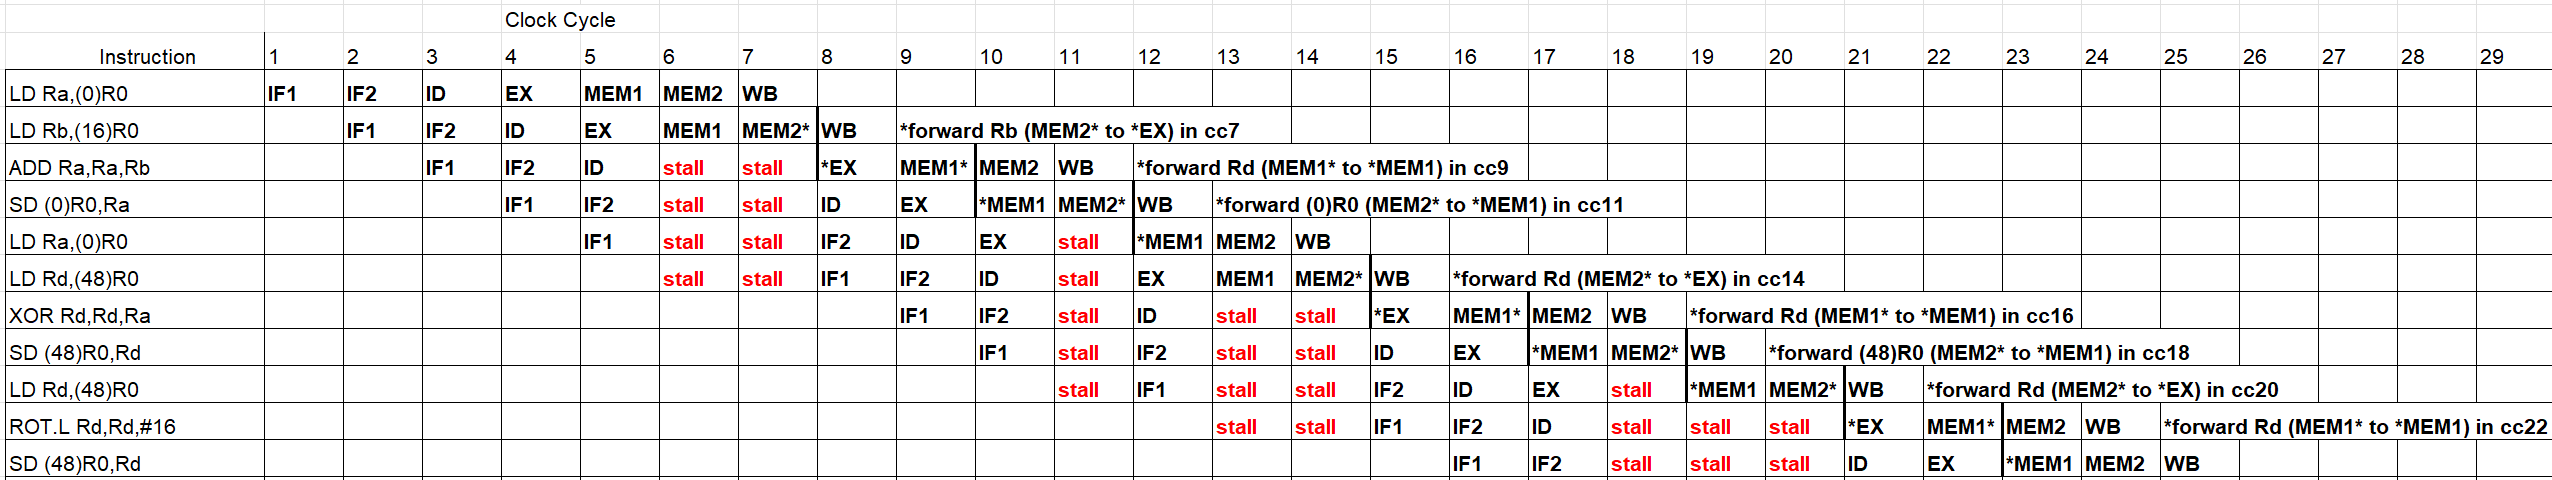 Clock Cycle
Instruction 1 2 3 4 5 6 7 8 9 10 11 12 13 14 15 16 17 18 19 20 21 22 23 24 25 26 27 28 29
LD Ra,(0)R0 IF1 IF2 ID EX MEM1 MEM2 WB
LD Rb,(16)R0 IF1 IF2 ID EX MEM1 MEM2* WB *forward Rb (MEM2* to *EX) in cc7
ADD Ra,Ra,Rb IF1 IF2 ID stall stall *EX MEM1* MEM2 WB *forward Rd (MEM1* to *MEM1) in cc9
SD (0)R0,Ra IF1 IF2 stall stall ID EX *MEM1 MEM2* WB *forward (0)R0 (MEM2* to *MEM1) in cc11
LD Ra,(0)R0 IF1 stall stall IF2 ID EX stall *MEM1 MEM2 WB
LD Rd,(48)R0 stall stall IF1 IF2 ID stall EX MEM1 MEM2* WB *forward Rd (MEM2* to *EX) in cc14
XOR Rd,Rd,Ra IF1 IF2 stall ID stall stall *EX MEM1* MEM2 WB *forward Rd (MEM1* to *MEM1) in cc16
SD (48)R0,Rd IF1 stall IF2 stall stall ID EX *MEM1 MEM2* WB *forward (48)R0 (MEM2* to *MEM1) in cc18
LD Rd,(48)R0 stall IF1 stall stall IF2 ID EX stall *MEM1 MEM2* WB *forward Rd (MEM2* to *EX) in cc20
ROT.L Rd,Rd,#16 stall stall IF1 IF2 ID stall stall stall *EX MEM1* MEM2 WB *forward Rd (MEM1* to *MEM1) in cc22
SD (48)R0,Rd IF1 IF2 stall stall stall ID EX *MEM1 MEM2 WB